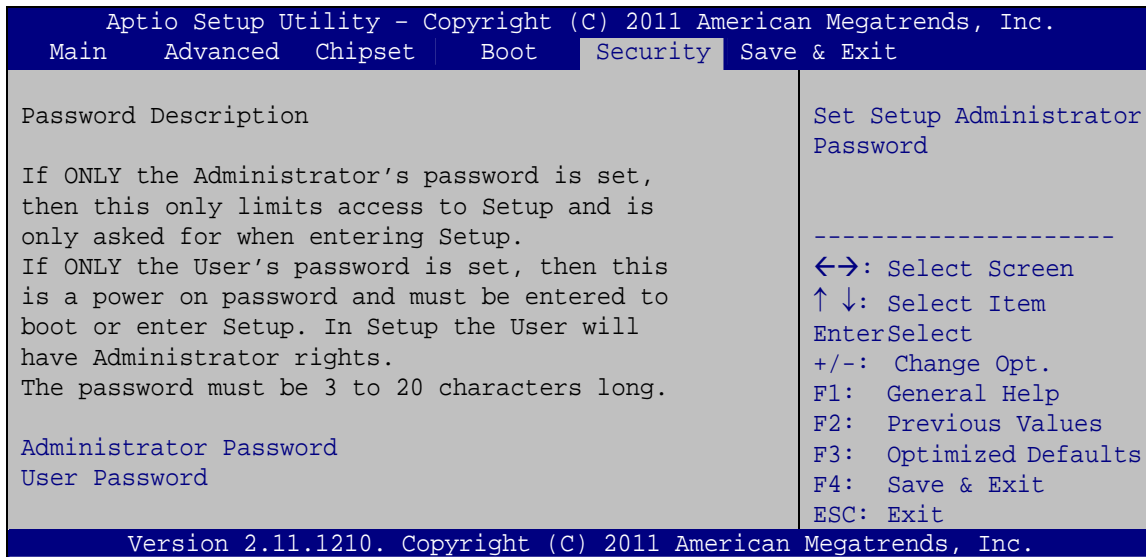 Aptio Setup Utility – Copyright (C) 2011 American Megatrends, Inc.
Main Advanced Chipset Boot Security Save & Exit
Password Description
If ONLY the Administrator’s password is set,
then this only limits access to Setup and is
only asked for when entering Setup.
If ONLY the User’s password is set, then this
is a power on password and must be entered to
boot or enter Setup. In Setup the User will
have Administrator rights.
The password must be 3 to 20 characters long.
Administrator Password
User Password
Set Setup Administrator
Password
---------------------
←→: Select Screen
↑ ↓: Select Item
EnterSelect
+/-: Change Opt.
F1: General Help
F2: Previous Values
F3: Optimized Defaults
F4: Save & Exit
ESC: Exit
Version 2.11.1210. Copyright (C) 2011 American Megatrends, Inc.